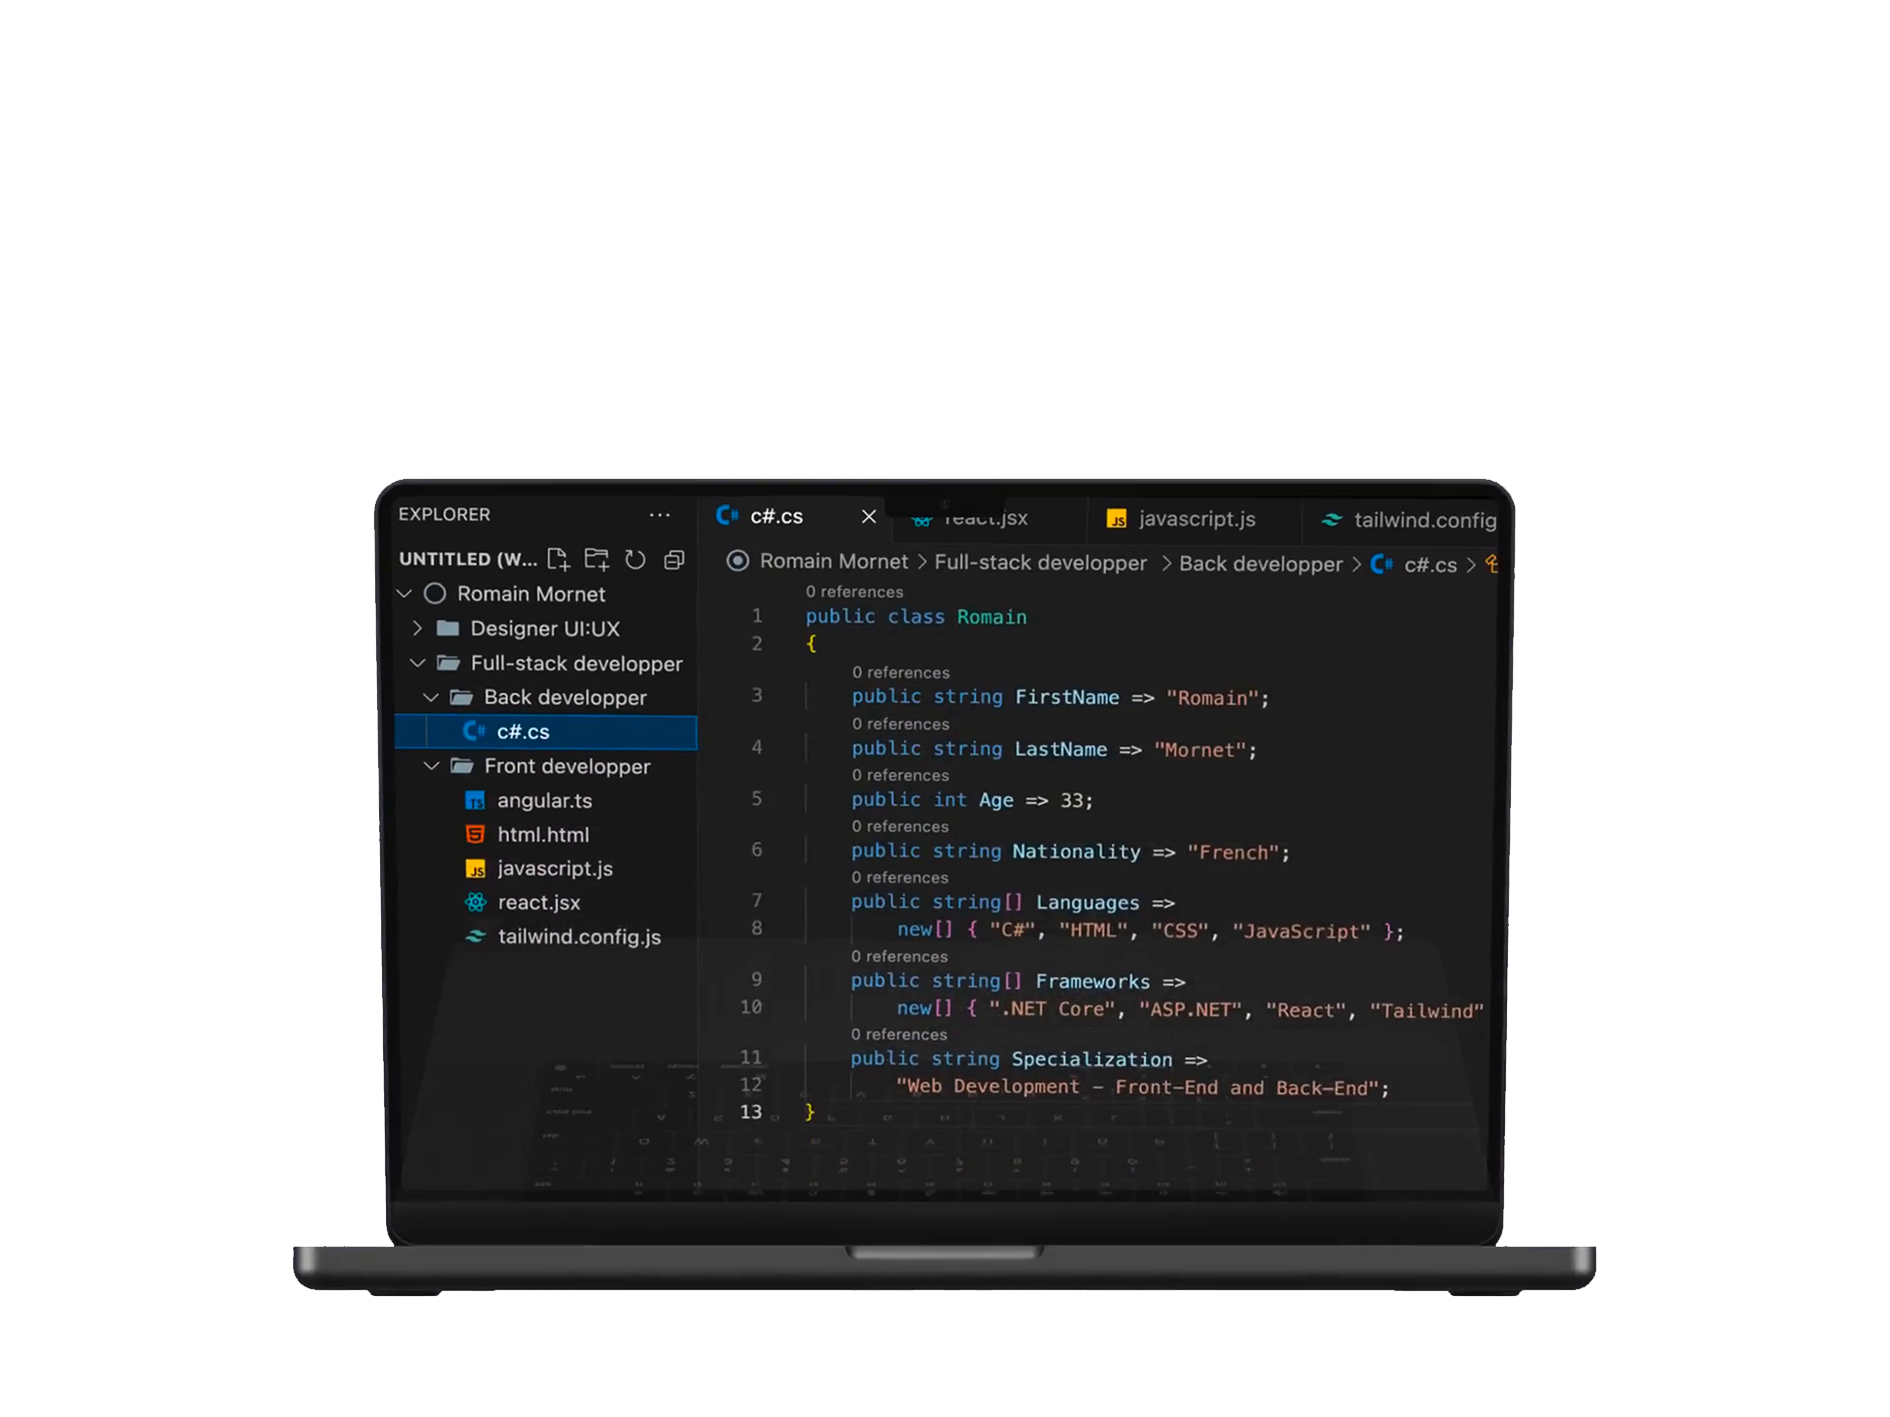 EXPLORER
UNTITLED (W...
Romain Mornet
Designer UI:UX
Full-stack developper
Back developper
c#.cs
Front developper
angular.ts
html.html
javascript.js
react.jsx
tailwind.config.js
c#.cs react.jsx javascript.js tailwind.config
Romain Mornet > Full-stack developper > Back developper > c#.cs >
0 references
1 public class Romain
2 {
0 references
3 public string FirstName => "Romain";
0 references
4 public string LastName => "Mornet";
0 references
5 public int Age => 33;
0 references
6 public string Nationality => "French";
0 references
7 public string[] Languages =>
8 new[] { "C#", "HTML", "CSS", "JavaScript" };
0 references
9 public string[] Frameworks =>
10 new[] { ".NET Core", "ASP.NET", "React", "Tailwind"
0 references
11 public string Specialization =>
12 "Web Development - Front-End and Back-End";
13 }